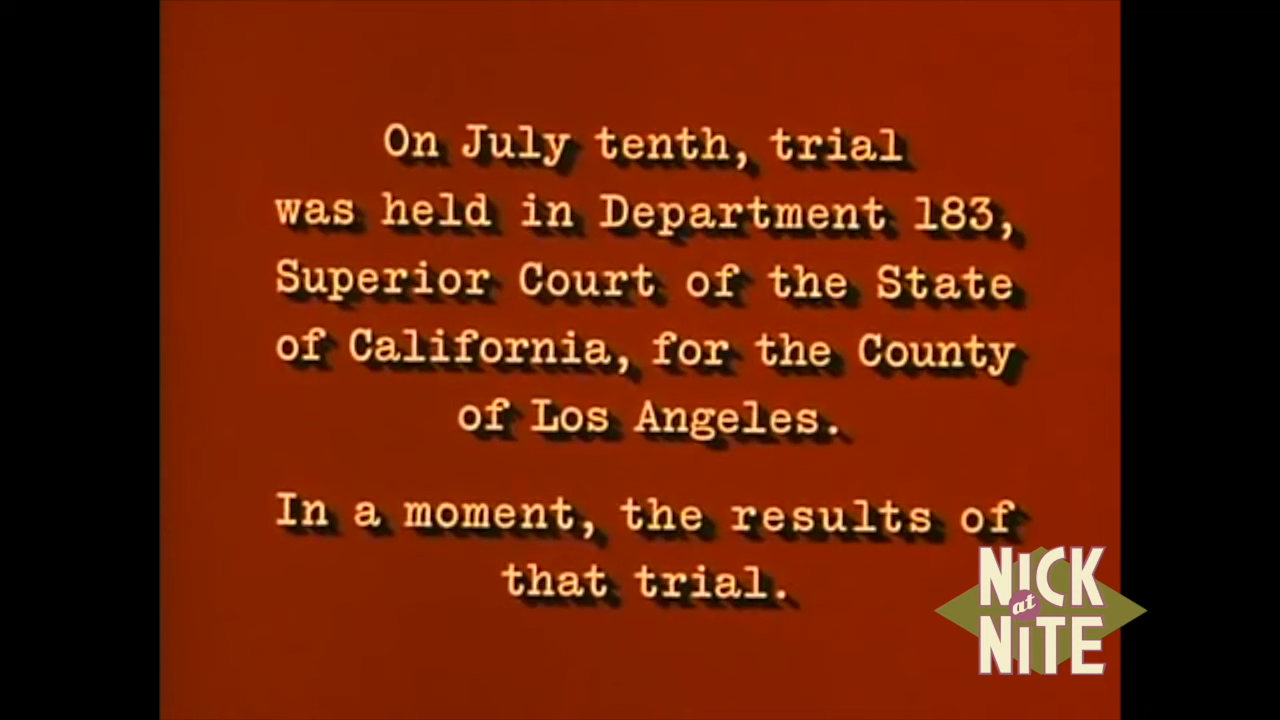 On July tenth, trial
was held in Department 183,
Superior Court of the State
of California, for the County
of Los Angeles.
In a moment, the results of
that trial.
NICK
at
NITE